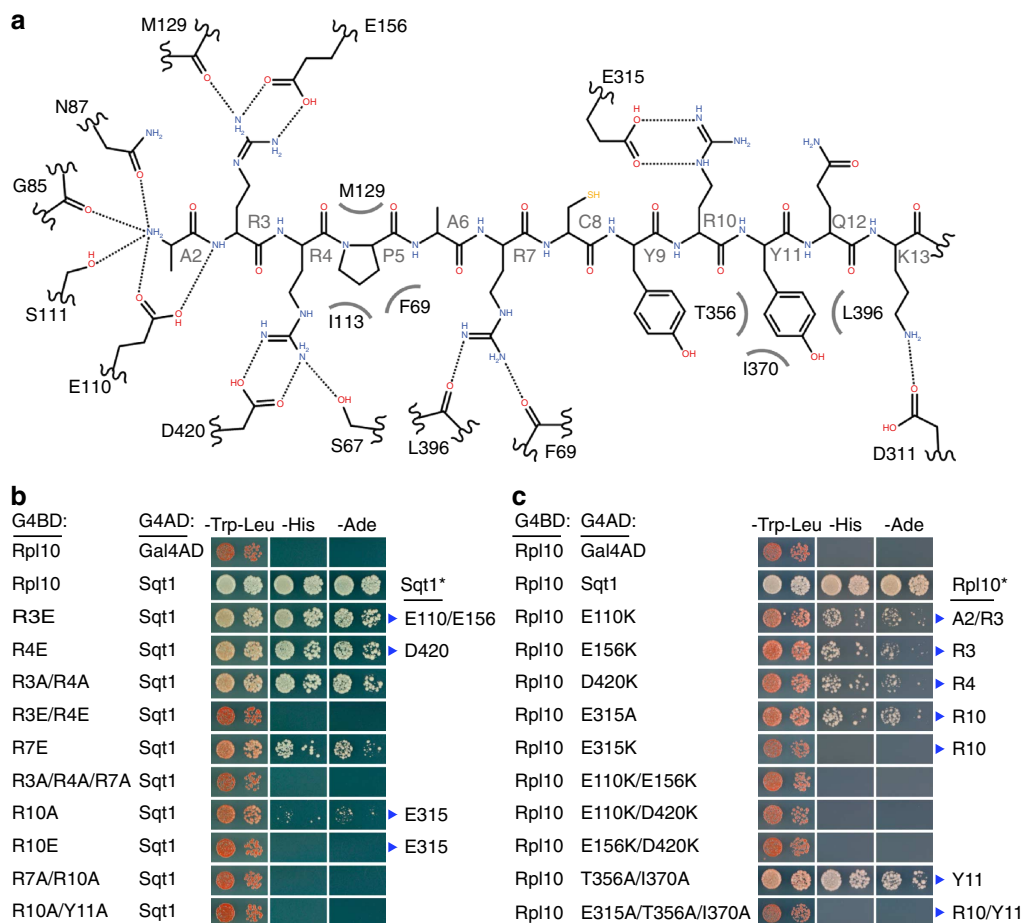 a
M129
E156
N87
G85
S111
E110
NH2
O
OH
A2
R3
R4
M129
P5
A6
R7
C8
SH
Y9
R10
Y11
Q12
K13
E315
I113
F69
T356
L396
I370
D420
S67
L396
F69
D311
b
G4BD: G4AD: -Trp-Leu -His -Ade
Rpl10 Gal4AD
Rpl10 Sqt1 Sqt1*
R3E Sqt1 E110/E156
R4E Sqt1 D420
R3A/R4A Sqt1
R3E/R4E Sqt1
R7E Sqt1
R3A/R4A/R7A Sqt1
R10A Sqt1 E315
R10E Sqt1 E315
R7A/R10A Sqt1
R10A/Y11A Sqt1
c
G4BD: G4AD: -Trp-Leu -His -Ade
Rpl10 Gal4AD
Rpl10 Sqt1 Rpl10*
Rpl10 E110K A2/R3
Rpl10 E156K R3
Rpl10 D420K R4
Rpl10 E315A R10
Rpl10 E315K R10
Rpl10 E110K/E156K
Rpl10 E110K/D420K
Rpl10 E156K/D420K
Rpl10 T356A/I370A Y11
Rpl10 E315A/T356A/I370A R10/Y11